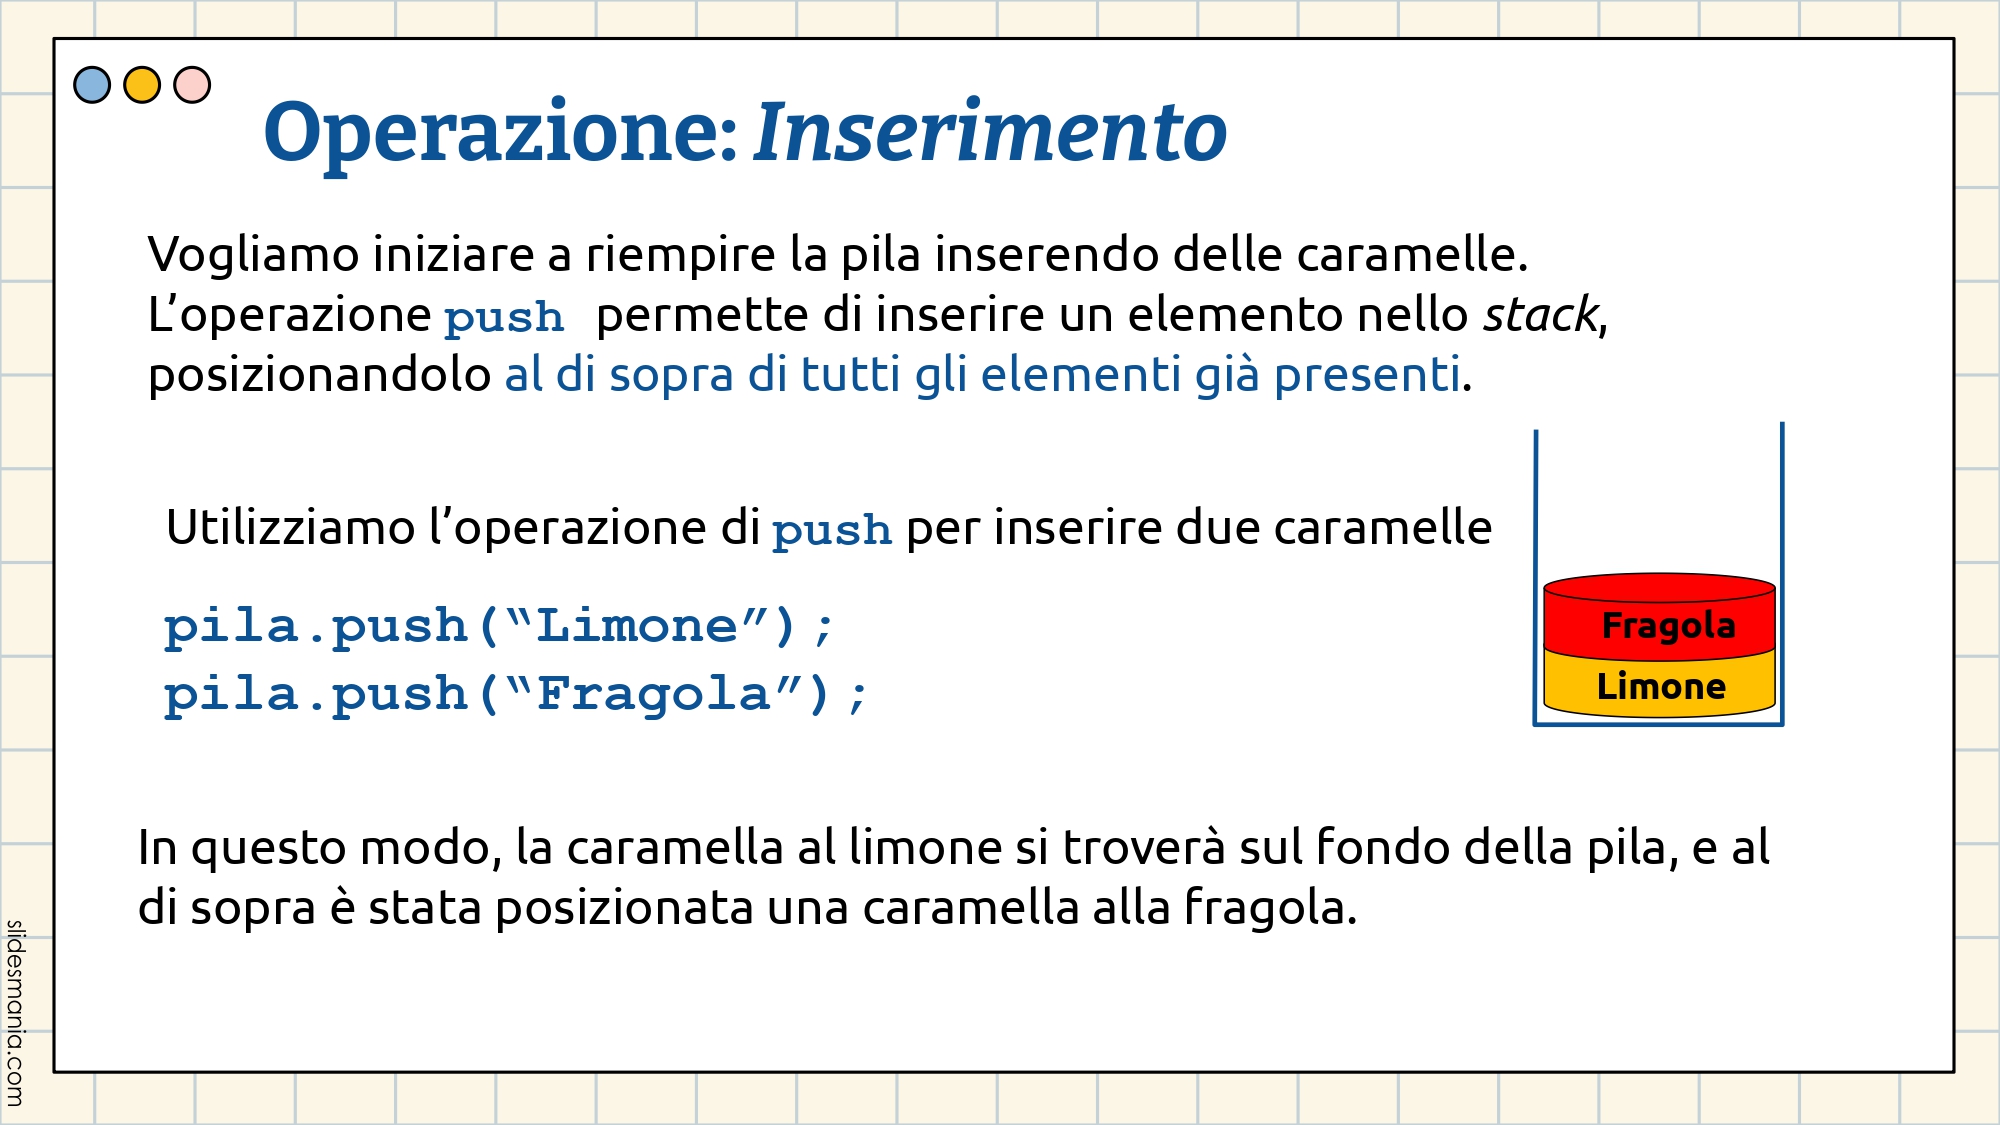 Operazione: Inserimento
Vogliamo iniziare a riempire la pila inserendo delle caramelle.
L’operazione push permette di inserire un elemento nello stack,
posizionandolo al di sopra di tutti gli elementi già presenti.
Utilizziamo l’operazione di push per inserire due caramelle
pila.push(“Limone”);
pila.push(“Fragola”);
Fragola
Limone
In questo modo, la caramella al limone si troverà sul fondo della pila, e al
di sopra è stata posizionata una caramella alla fragola.
slidesmania.com